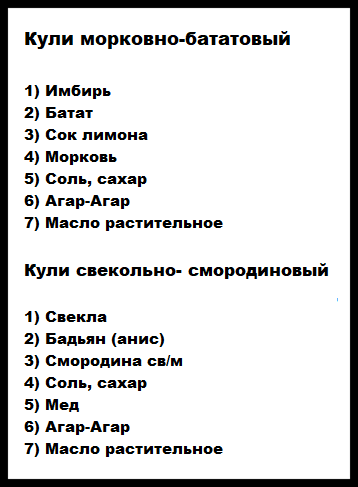 Кули морковно-бататовый
1) Имбирь
2) Батат
3) Сок лимона
4) Морковь
5) Соль, сахар
6) Агар-Агар
7) Масло растительное
Кули свекольно- смородиновый
1) Свекла
2) Бадьян (анис)
3) Смородина св/м
4) Соль, сахар
5) Мед
6) Агар-Агар
7) Масло растительное